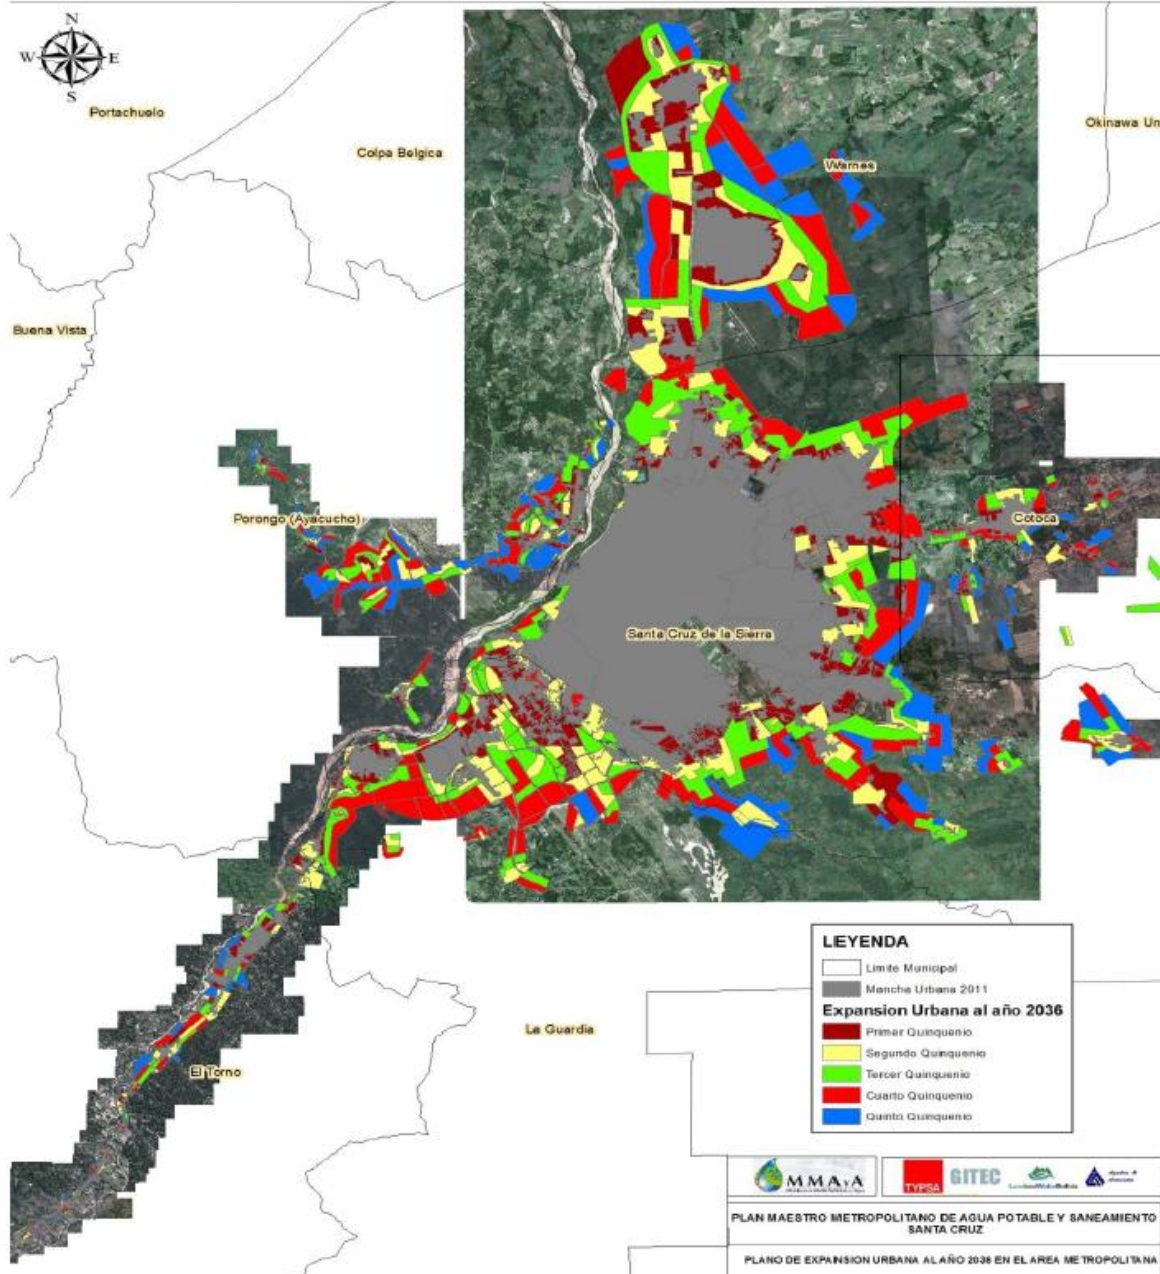 N
W E
S
Portachuelo
Colpa Belgica
Okinawa Un
Warnes
Buena Vista
Porongo (Ayacucho)
Cotoca
Santa Cruz de la Sierra
La Guardia
El Torno
LEYENDA
Limite Municipal
Mancha Urbana 2011
Expansion Urbana al año 2036
Primer Quinquenio
Segundo Quinquenio
Tercer Quinquenio
Cuarto Quinquenio
Quinto Quinquenio
MMAyA
TYPSA
GITEC
PLAN MAESTRO METROPOLITANO DE AGUA POTABLE Y SANEAMIENTO
SANTA CRUZ
PLANO DE EXPANSION URBANA AL AÑO 2036 EN EL AREA METROPOLITANA